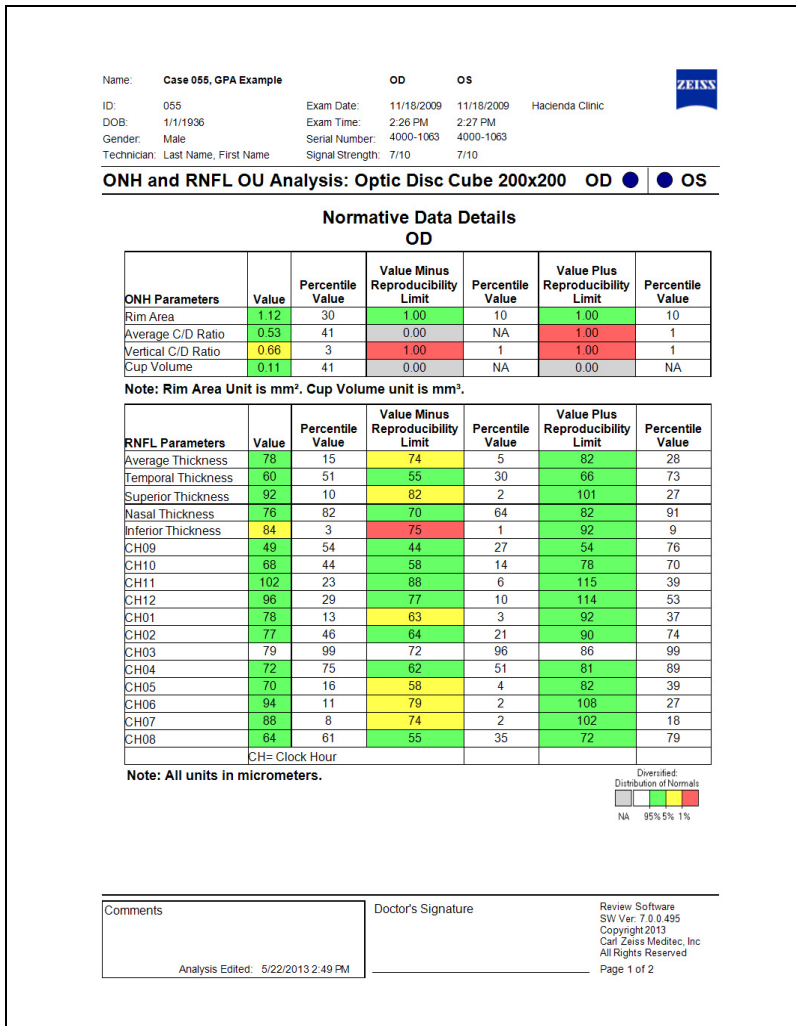 Name: Case 055, GPA Example OD OS
ZEISS
ID: 055 Exam Date: 11/18/2009 11/18/2009 Hacienda Clinic
DOB: 1/1/1936 Exam Time: 2:26 PM 2:27 PM
Gender: Male Serial Number: 4000-1063 4000-1063
Technician: Last Name, First Name Signal Strength: 7/10 7/10
ONH and RNFL OU Analysis: Optic Disc Cube 200x200 OD OS
Normative Data Details
OD
ONH Parameters Value Percentile Value Value Minus Reproducibility Limit Percentile Value Value Plus Reproducibility Limit Percentile Value
Rim Area 1.12 30 1.00 10 1.00 10
Average C/D Ratio 0.53 41 0.00 NA 1.00 1
Vertical C/D Ratio 0.66 3 1.00 1 1.00 1
Cup Volume 0.11 41 0.00 NA 0.00 NA
Note: Rim Area Unit is mm². Cup Volume unit is mm³.
RNFL Parameters Value Percentile Value Value Minus Reproducibility Limit Percentile Value Value Plus Reproducibility Limit Percentile Value
Average Thickness 78 15 74 5 82 28
Temporal Thickness 60 51 55 30 66 73
Superior Thickness 92 10 82 2 101 27
Nasal Thickness 76 82 70 64 82 91
Inferior Thickness 84 3 75 1 92 9
CH09 49 54 44 27 54 76
CH10 68 44 58 14 78 70
CH11 102 23 88 6 115 39
CH12 96 29 77 10 114 53
CH01 78 13 63 3 92 37
CH02 77 46 64 21 90 74
CH03 79 99 72 96 86 99
CH04 72 75 62 51 81 89
CH05 70 16 58 4 82 39
CH06 94 11 79 2 108 27
CH07 88 8 74 2 102 18
CH08 64 61 55 35 72 79
CH= Clock Hour
Note: All units in micrometers.
Diversified:
Distribution of Normals
NA 95% 5% 1%
Comments
Analysis Edited: 5/22/2013 2:49 PM
Doctor's Signature
Review Software
SW Ver: 7.0.0.495
Copyright 2013
Carl Zeiss Meditec, Inc
All Rights Reserved
Page 1 of 2